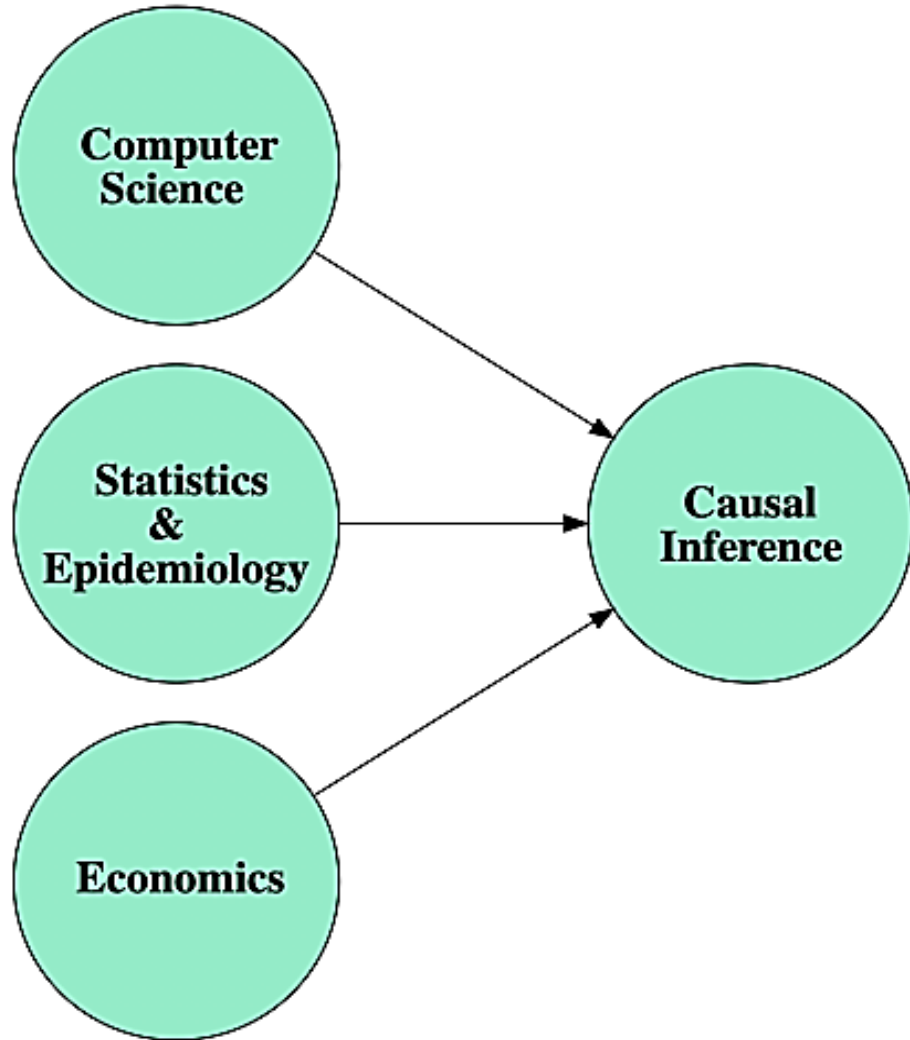 Computer
Science
Statistics
&
Epidemiology
Causal
Inference
Economics